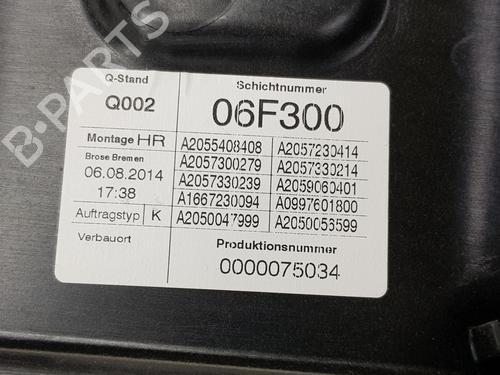 B-PARTS
Q-Stand
Schichtnummer
Q002
06F300
Montage HR
Brose Bremen
06.08.2014
17:38
Auftragstyp K
A2055408408 A2057230414
A2057300279 A2057330214
A2057330239 A2059060401
A1667230094 A0997601800
A2050047999 A2050056599
Verbauort
Produktionsnummer
0000075034